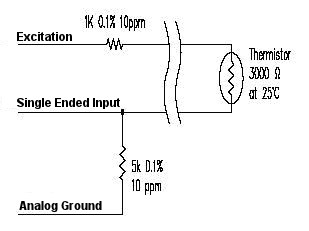 1K 0.1% 10ppm
Excitation
Thermistor
3000 Ω
at 25°C
Single Ended Input
5k 0.1%
10 ppm
Analog Ground